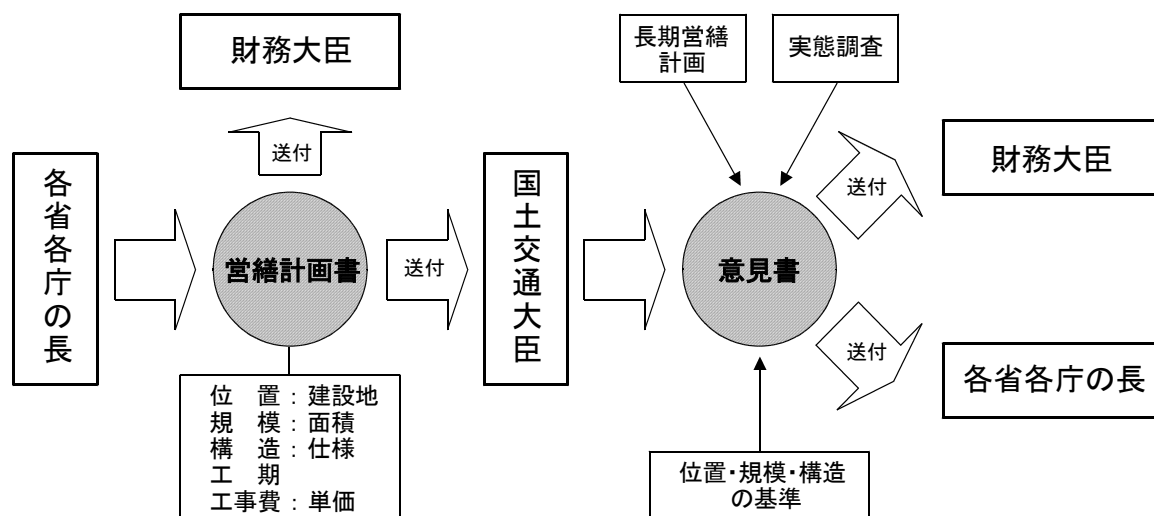 財務大臣
送付
各省各庁の長
営繕計画書
送付
国土交通大臣
位　置：建設地
規　模：面積
構　造：仕様
工　期
工事費：単価
長期営繕
計画
実態調査
意見書
送付
財務大臣
送付
各省各庁の長
位置・規模・構造
の基準